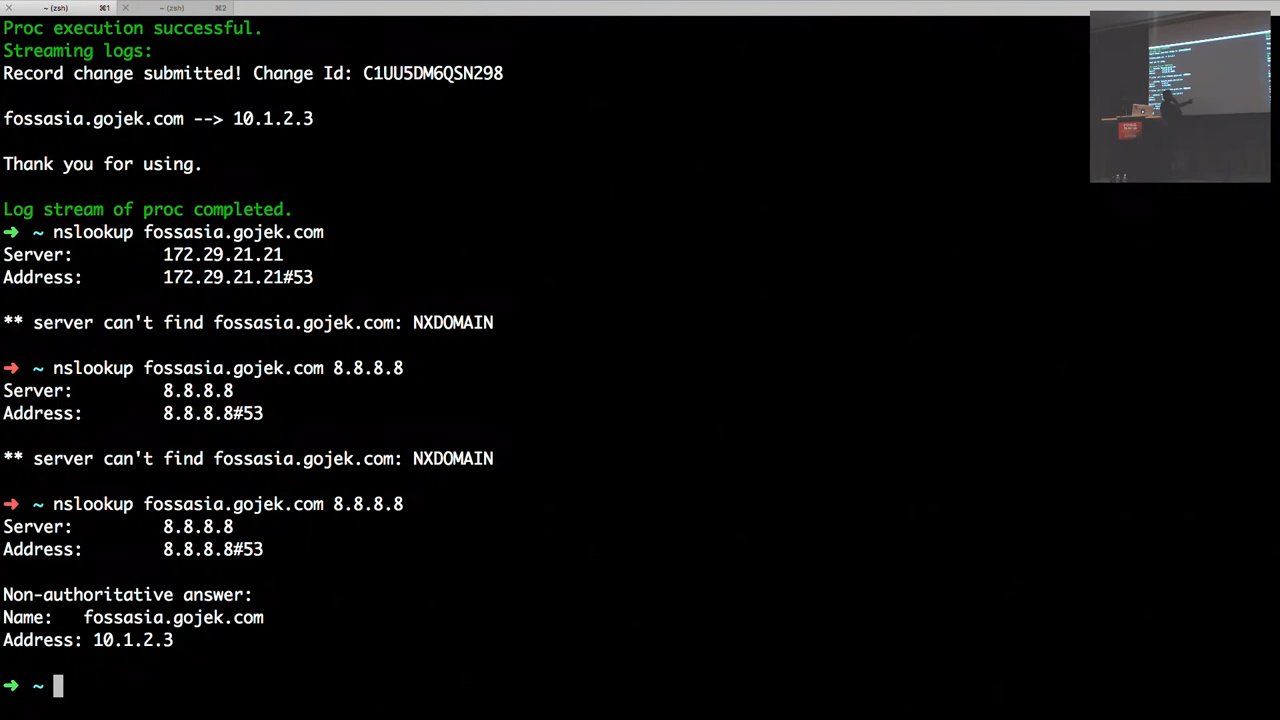 ~ (zsh) ⌘1 ~ (zsh) ⌘2
Proc execution successful.
Streaming logs:
Record change submitted! Change Id: C1UU5DM6QSN298
fossasia.gojek.com --> 10.1.2.3
Thank you for using.
Log stream of proc completed.
➜ ~ nslookup fossasia.gojek.com
Server: 172.29.21.21
Address: 172.29.21.21#53
** server can't find fossasia.gojek.com: NXDOMAIN
➜ ~ nslookup fossasia.gojek.com 8.8.8.8
Server: 8.8.8.8
Address: 8.8.8.8#53
** server can't find fossasia.gojek.com: NXDOMAIN
➜ ~ nslookup fossasia.gojek.com 8.8.8.8
Server: 8.8.8.8
Address: 8.8.8.8#53
Non-authoritative answer:
Name: fossasia.gojek.com
Address: 10.1.2.3
➜ ~